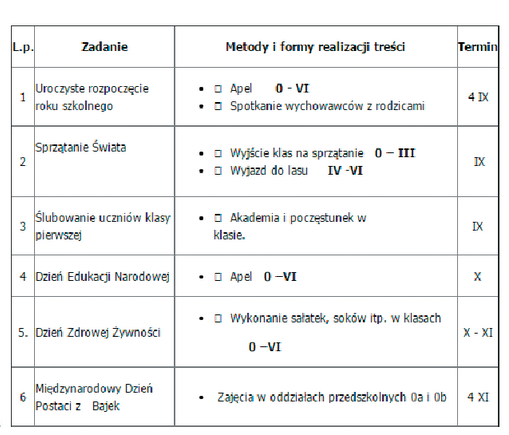 L.p. Zadanie Metody i formy realizacji treści Termin
1 Uroczyste rozpoczęcie roku szkolnego
• □ Apel 0 - VI
• □ Spotkanie wychowawców z rodzicami
4 IX
2 Sprzątanie Świata
• □ Wyjście klas na sprzątanie 0 – III
• □ Wyjazd do lasu IV -VI
IX
3 Ślubowanie uczniów klasy pierwszej
• □ Akademia i poczęstunek w
klasie.
IX
4 Dzień Edukacji Narodowej
• □ Apel 0 –VI
X
5. Dzień Zdrowej Żywności
• □ Wykonanie sałatek, soków itp. w klasach
0 –VI
X - XI
6 Międzynarodowy Dzień
Postaci z Bajek
• Zajęcia w oddziałach przedszkolnych 0a i 0b
4 XI